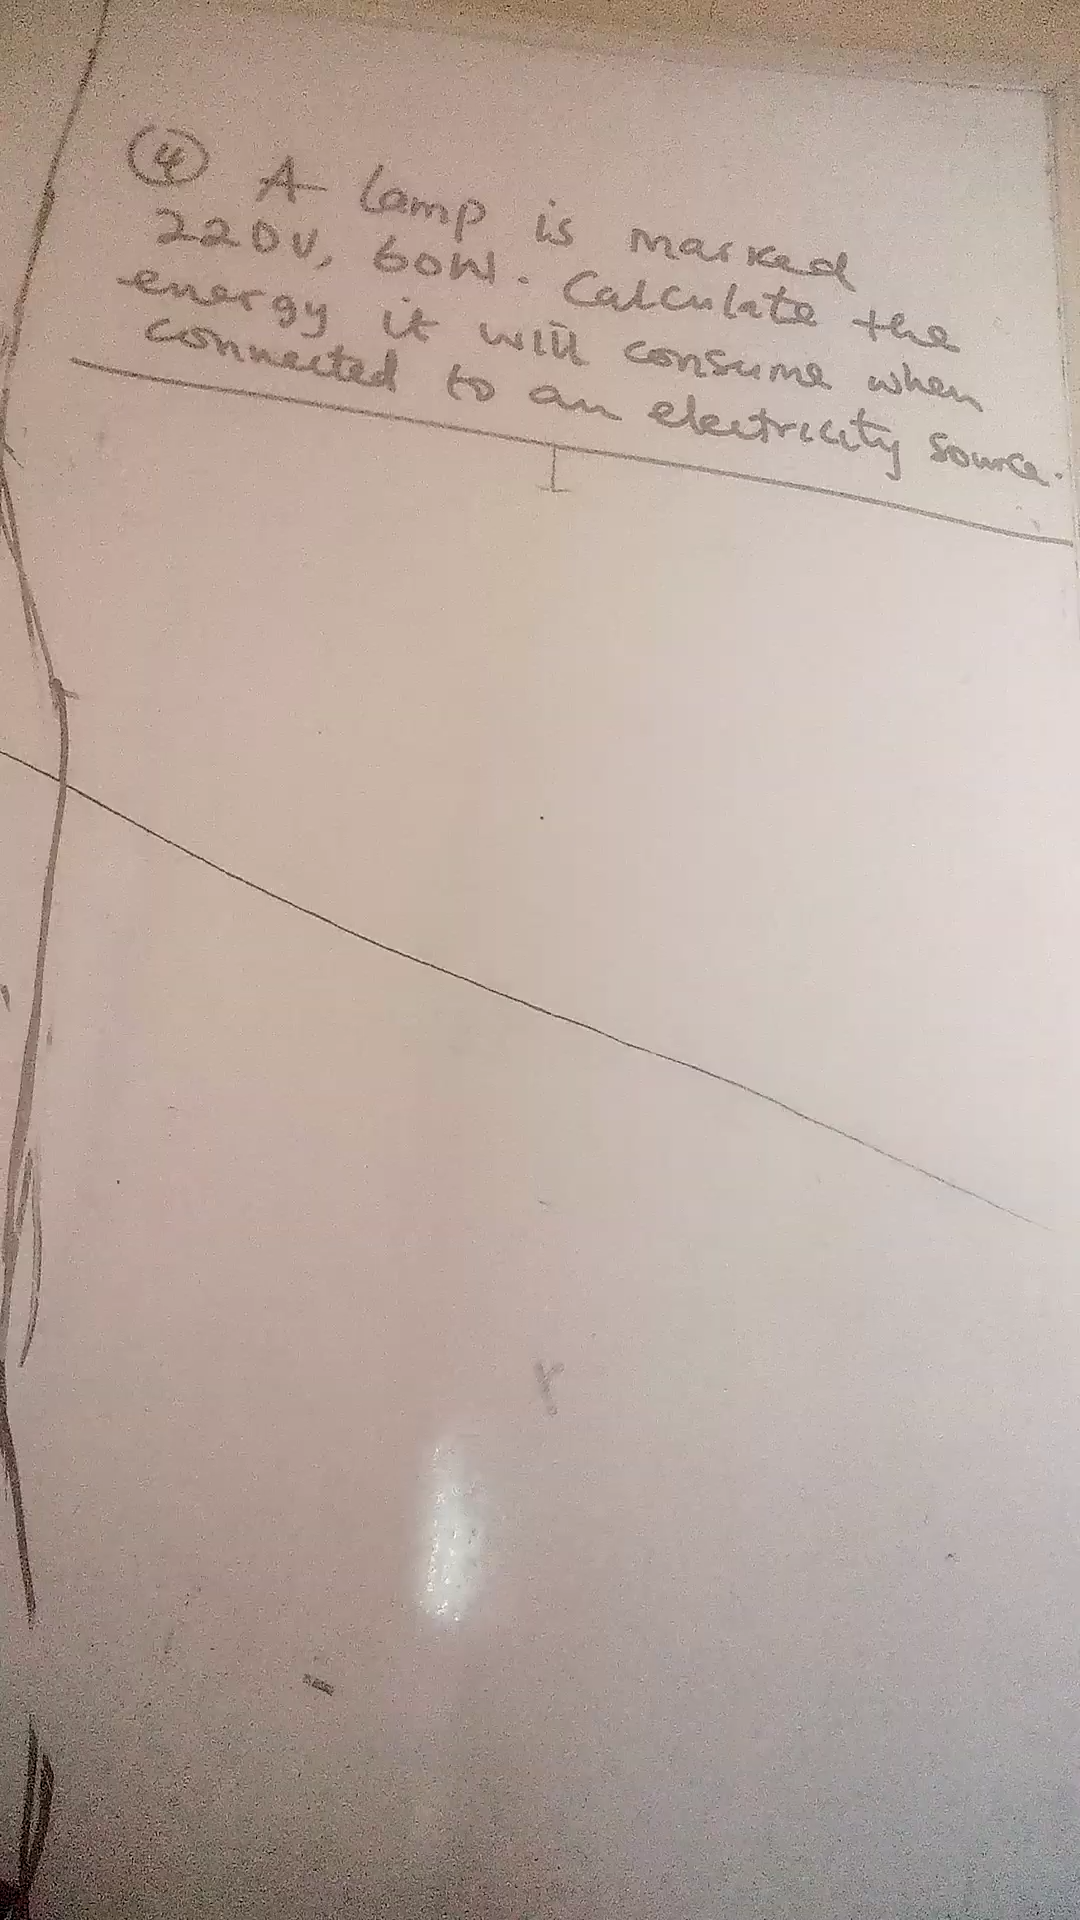 ④ A lamp is marked
220V, 60W. Calculate the
energy it will consume when
connected to an electricity source.